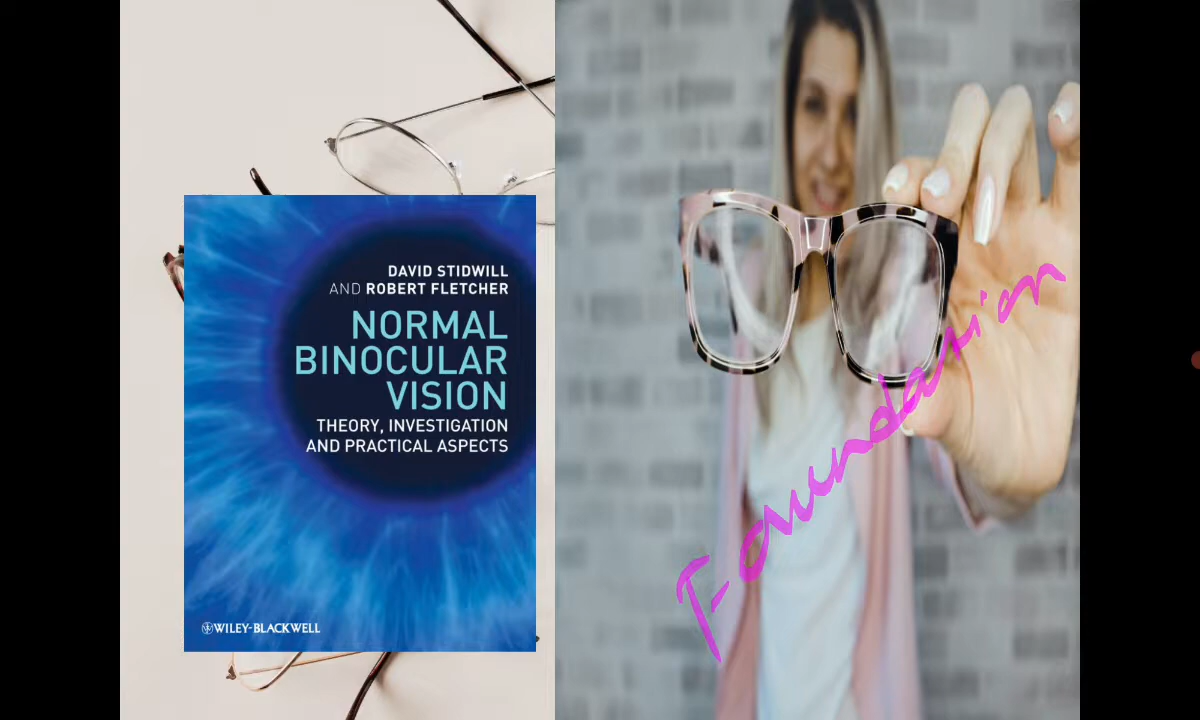 DAVID STIDWILL
AND ROBERT FLETCHER
NORMAL
BINOCULAR
VISION
THEORY, INVESTIGATION
AND PRACTICAL ASPECTS
WILEY-BLACKWELL
Foundation